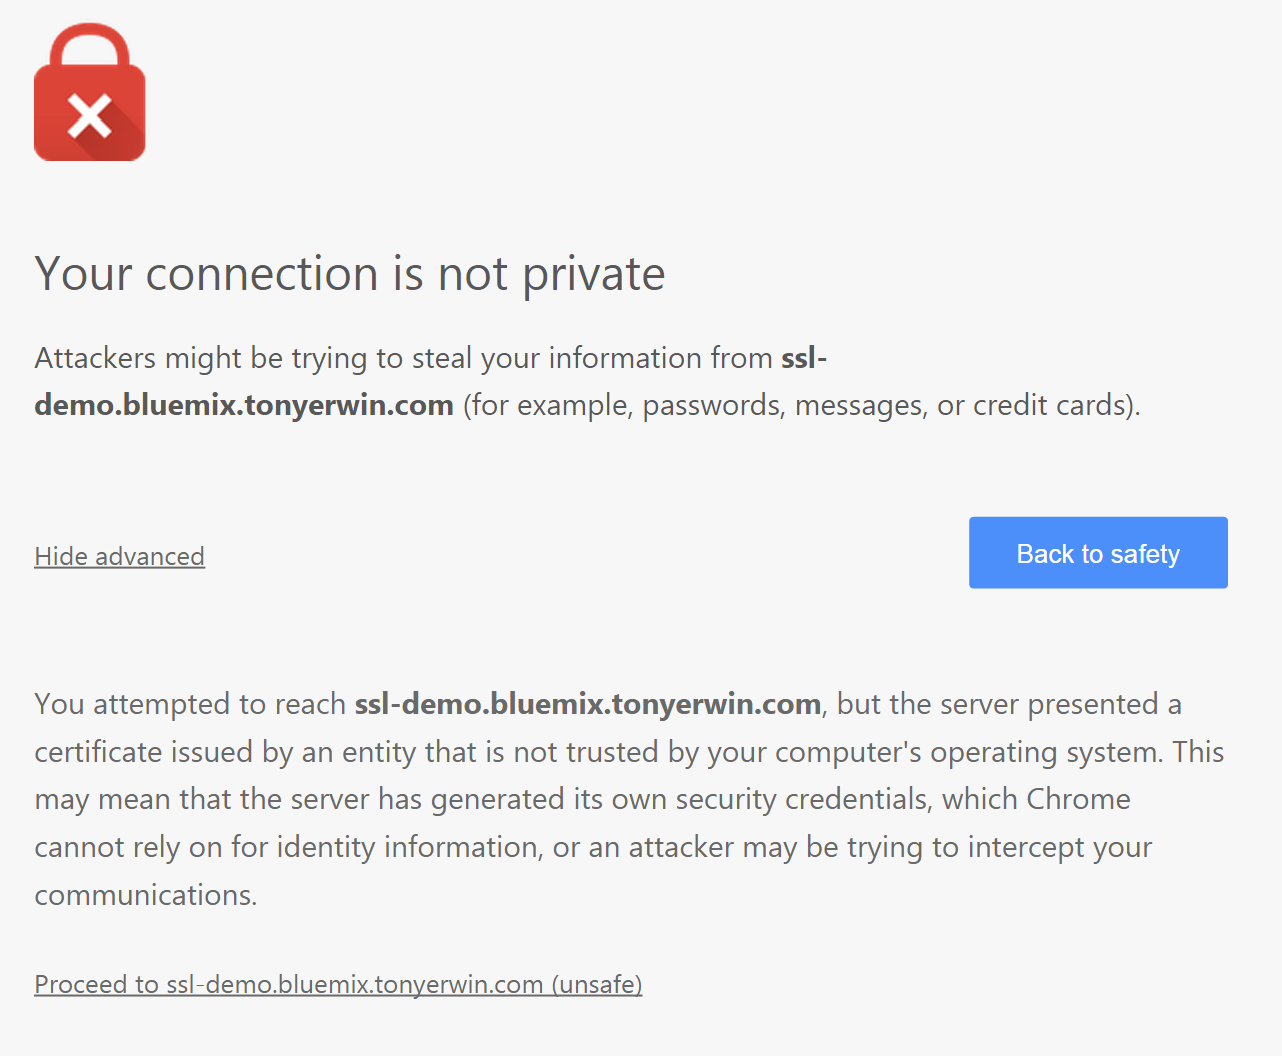 Your connection is not private
Attackers might be trying to steal your information from ssl-
demo.bluemix.tonyerwin.com (for example, passwords, messages, or credit cards).
Hide advanced
Back to safety
You attempted to reach ssl-demo.bluemix.tonyerwin.com, but the server presented a
certificate issued by an entity that is not trusted by your computer's operating system. This
may mean that the server has generated its own security credentials, which Chrome
cannot rely on for identity information, or an attacker may be trying to intercept your
communications.
Proceed to ssl-demo.bluemix.tonyerwin.com (unsafe)